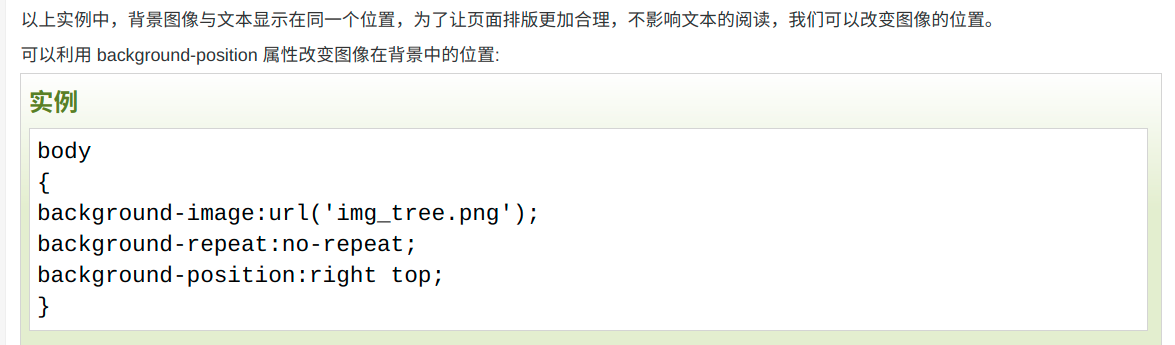 以上实例中，背景图像与文本显示在同一个位置，为了让页面排版更加合理，不影响文本的阅读，我们可以改变图像的位置。
可以利用 background-position 属性改变图像在背景中的位置:
实例
body
{
background-image:url('img_tree.png');
background-repeat:no-repeat;
background-position:right top;
}